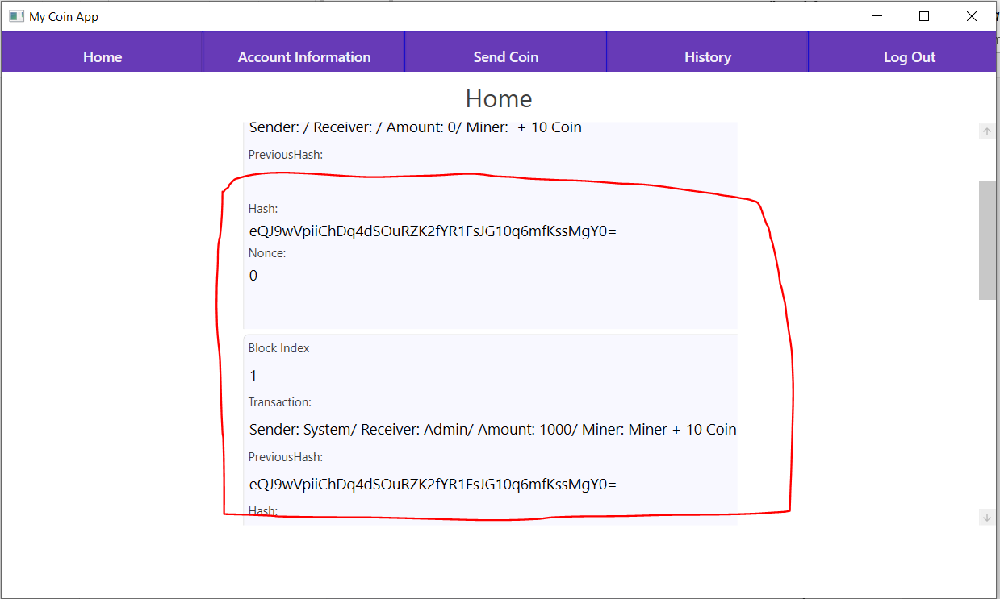 My Coin App
Home Account Information Send Coin History Log Out
Home
Sender: / Receiver: / Amount: 0/ Miner:  + 10 Coin
PreviousHash:
Hash:
eQJ9wVpiiChDq4dSOuRZK2fYR1FsJG10q6mfKssMgY0=
Nonce:
0
Block Index
1
Transaction:
Sender: System/ Receiver: Admin/ Amount: 1000/ Miner: Miner + 10 Coin
PreviousHash:
eQJ9wVpiiChDq4dSOuRZK2fYR1FsJG10q6mfKssMgY0=
Hash: